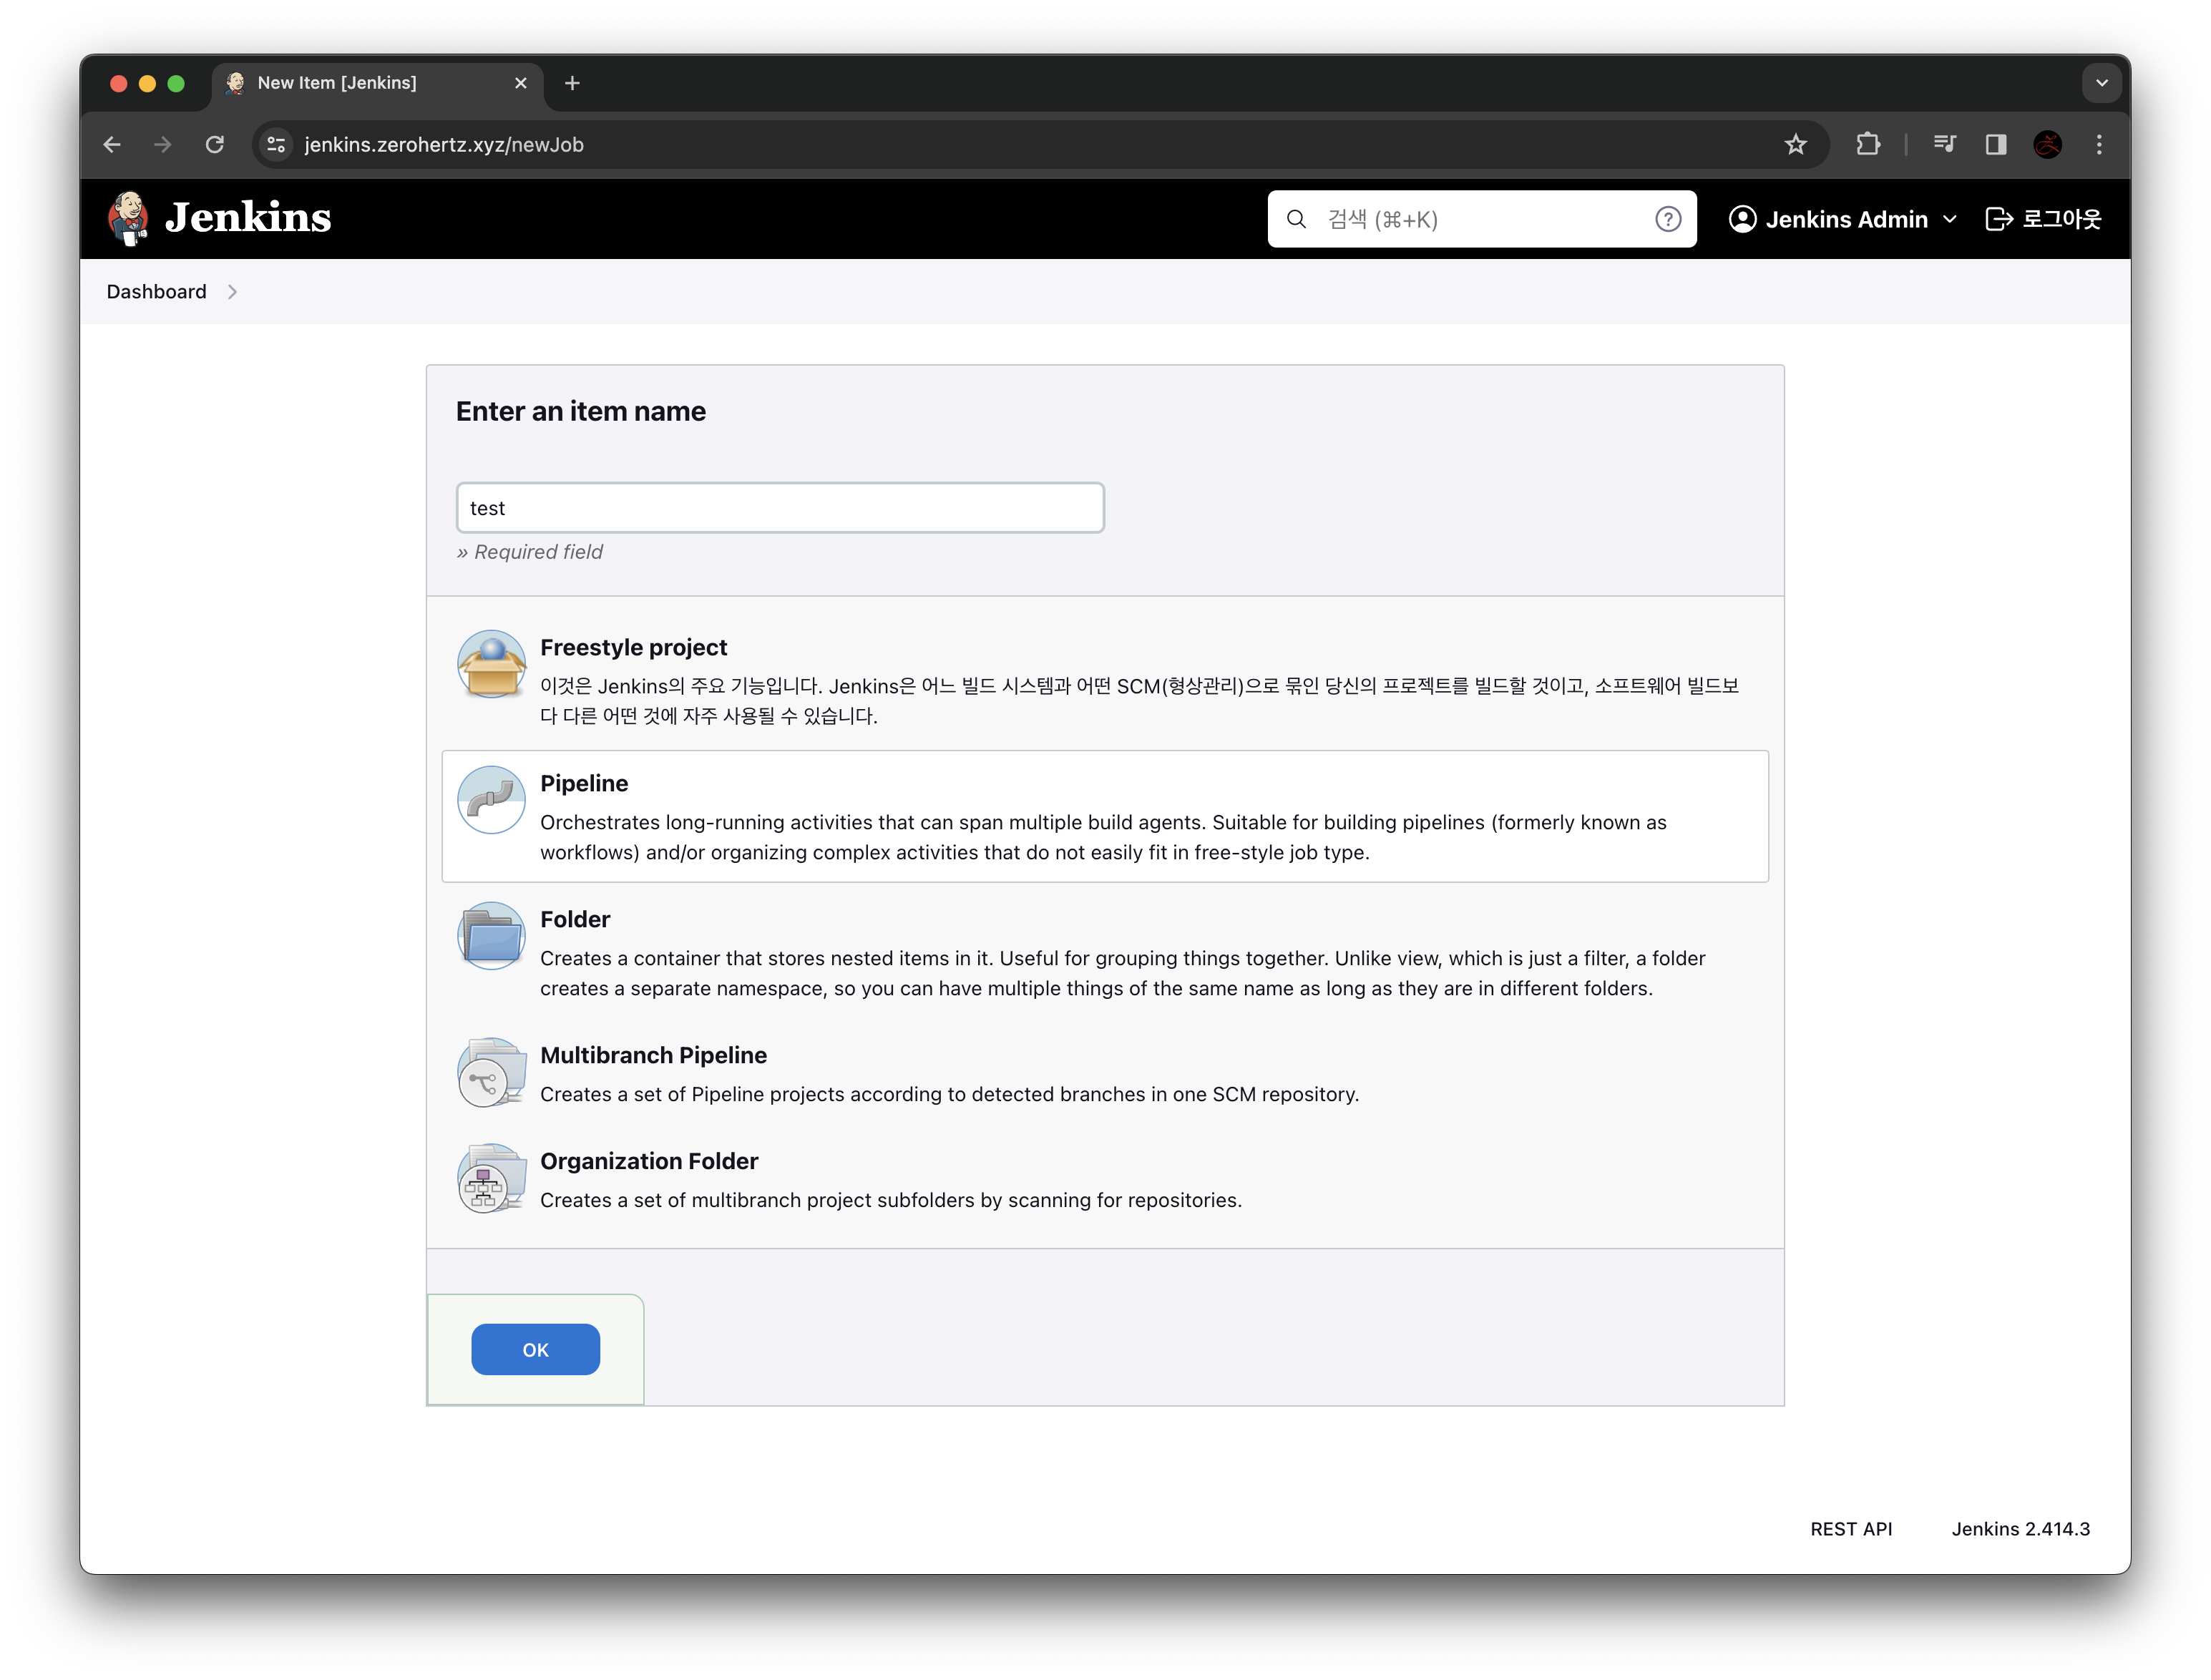 New Item [Jenkins]
jenkins.zerohertz.xyz/newJob
Jenkins
검색 (⌘+K)
Jenkins Admin
로그아웃
Dashboard
Enter an item name
test
» Required field
Freestyle project
이것은 Jenkins의 주요 기능입니다. Jenkins은 어느 빌드 시스템과 어떤 SCM(형상관리)으로 묶인 당신의 프로젝트를 빌드할 것이고, 소프트웨어 빌드보
다 다른 어떤 것에 자주 사용될 수 있습니다.
Pipeline
Orchestrates long-running activities that can span multiple build agents. Suitable for building pipelines (formerly known as
workflows) and/or organizing complex activities that do not easily fit in free-style job type.
Folder
Creates a container that stores nested items in it. Useful for grouping things together. Unlike view, which is just a filter, a folder
creates a separate namespace, so you can have multiple things of the same name as long as they are in different folders.
Multibranch Pipeline
Creates a set of Pipeline projects according to detected branches in one SCM repository.
Organization Folder
Creates a set of multibranch project subfolders by scanning for repositories.
OK
REST API
Jenkins 2.414.3